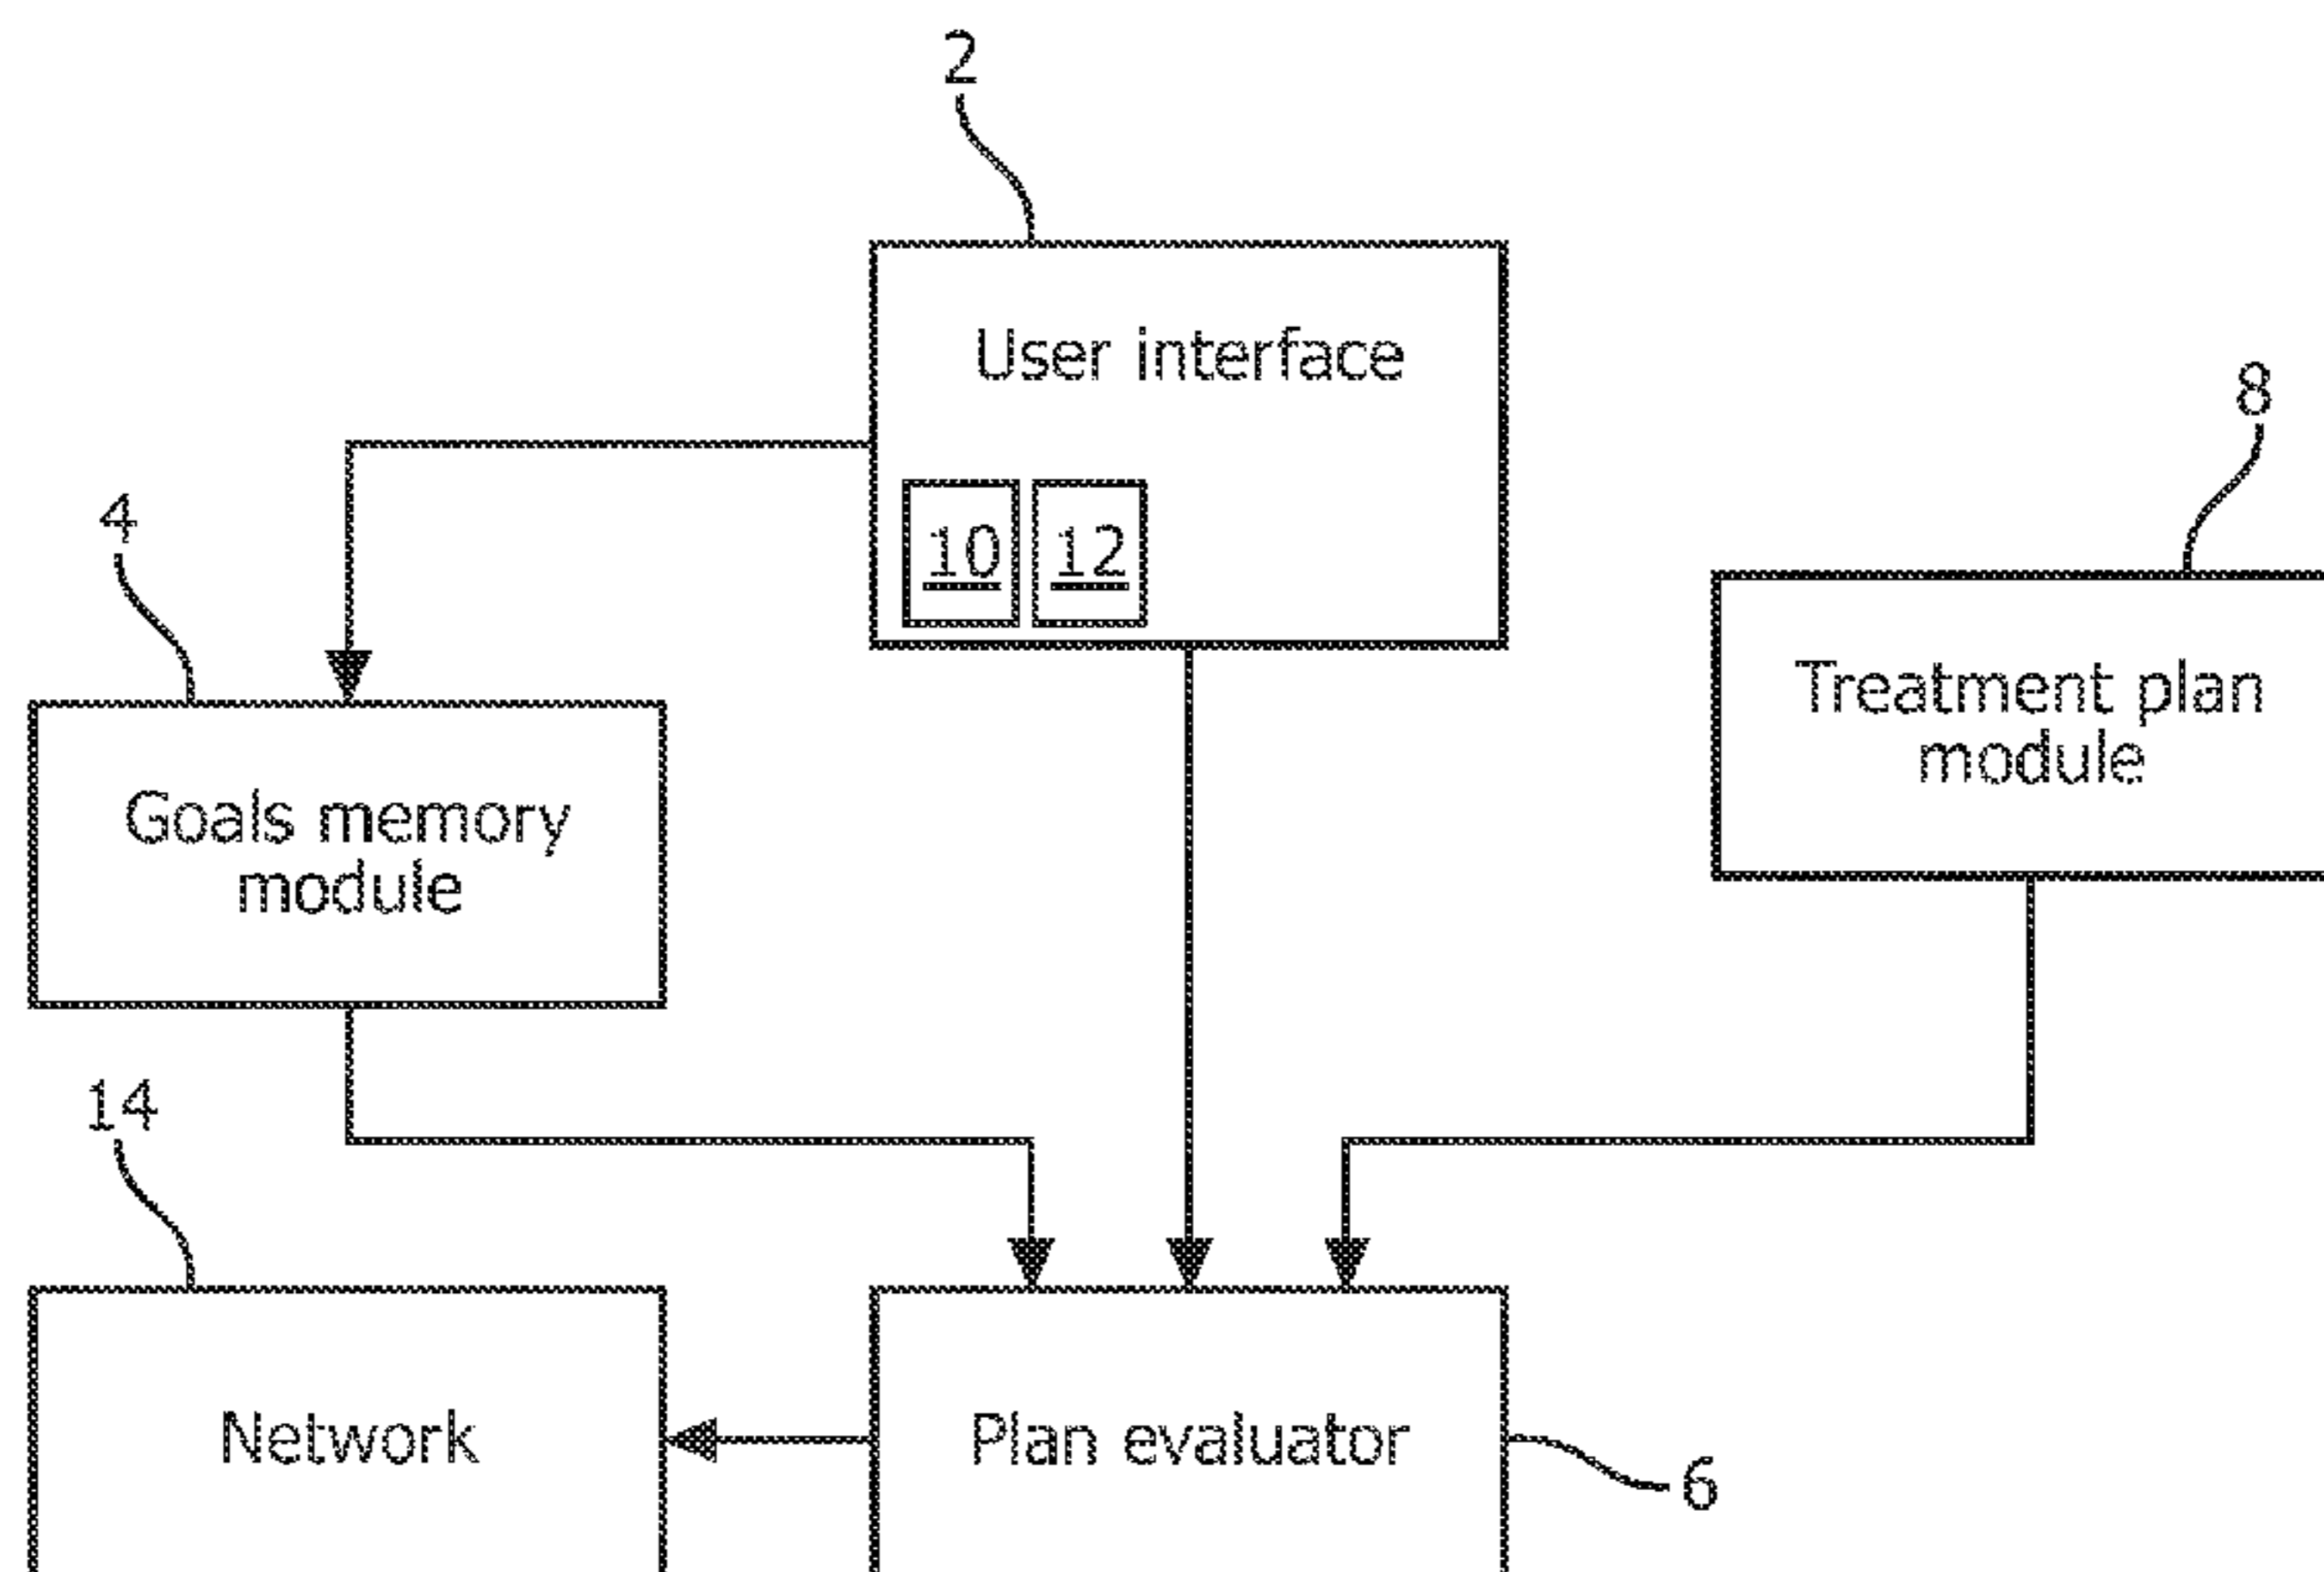 2
User interface
8
10 12
4
Treatment plan
module
Goals memory
module
14
Network
Plan evaluator
6